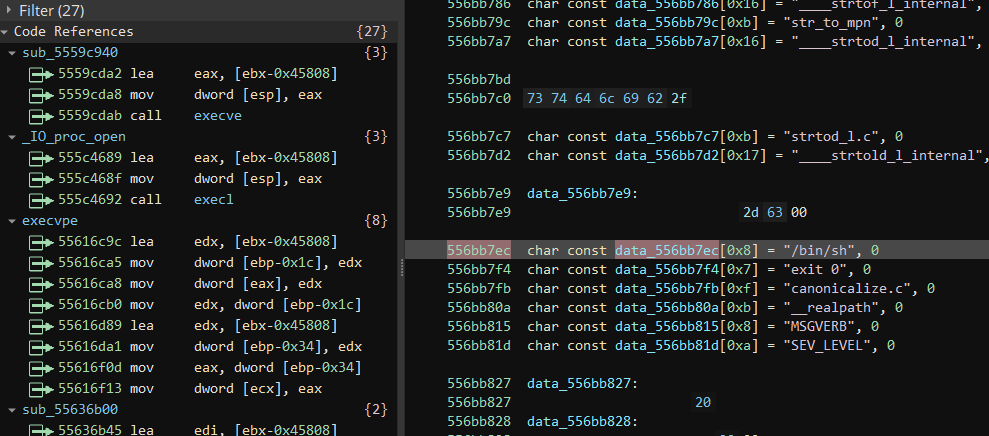 Filter (27)
Code References {27}
sub_5559c940 {3}
5559cda2 lea eax, [ebx-0x45808]
5559cda8 mov dword [esp], eax
5559cdab call execve
_IO_proc_open {3}
555c4689 lea eax, [ebx-0x45808]
555c468f mov dword [esp], eax
555c4692 call execl
execvpe {8}
55616c9c lea edx, [ebx-0x45808]
55616ca5 mov dword [ebp-0x1c], edx
55616ca8 mov dword [eax], edx
55616cb0 mov edx, dword [ebp-0x1c]
55616d89 lea edx, [ebx-0x45808]
55616da1 mov dword [ebp-0x34], edx
55616f0d mov eax, dword [ebp-0x34]
55616f13 mov dword [ecx], eax
sub_55636b00 {2}
55636b45 lea edi, [ebx-0x45808]
556bb786 char const data_556bb786[0x16] = "____strtof_l_internal",
556bb79c char const data_556bb79c[0xb] = "str_to_mpn", 0
556bb7a7 char const data_556bb7a7[0x16] = "____strtod_l_internal",
556bb7bd
556bb7c0 73 74 64 6c 69 62 2f
556bb7c7 char const data_556bb7c7[0xb] = "strtod_l.c", 0
556bb7d2 char const data_556bb7d2[0x17] = "____strtold_l_internal",
556bb7e9 data_556bb7e9:
556bb7e9 2d 63 00
556bb7ec char const data_556bb7ec[0x8] = "/bin/sh", 0
556bb7f4 char const data_556bb7f4[0x7] = "exit 0", 0
556bb7fb char const data_556bb7fb[0xf] = "canonicalize.c", 0
556bb80a char const data_556bb80a[0xb] = "__realpath", 0
556bb815 char const data_556bb815[0x8] = "MSGVERB", 0
556bb81d char const data_556bb81d[0xa] = "SEV_LEVEL", 0
556bb827 data_556bb827:
556bb827 20
556bb828 data_556bb828: